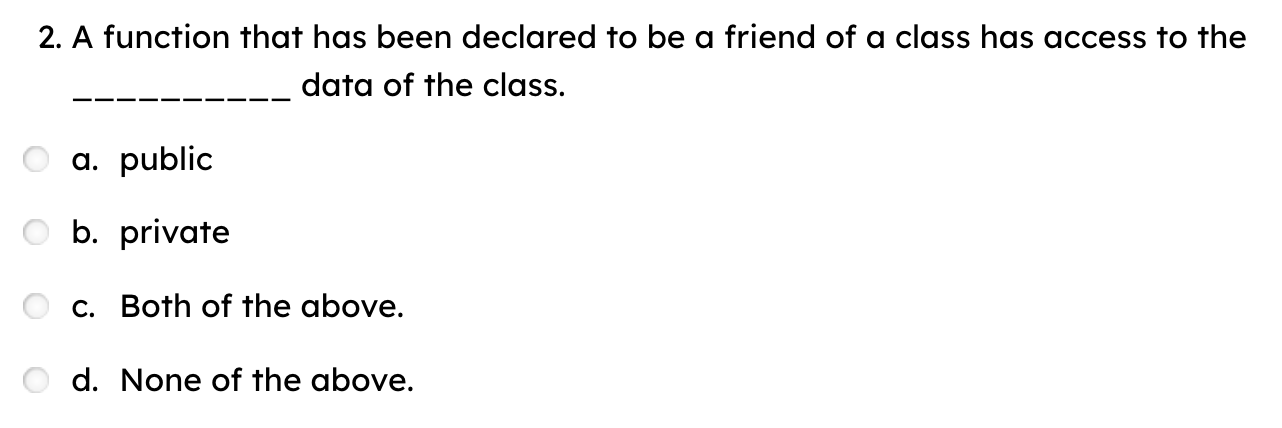 2. A function that has been declared to be a friend of a class has access to the
__________ data of the class.
a. public
b. private
c. Both of the above.
d. None of the above.